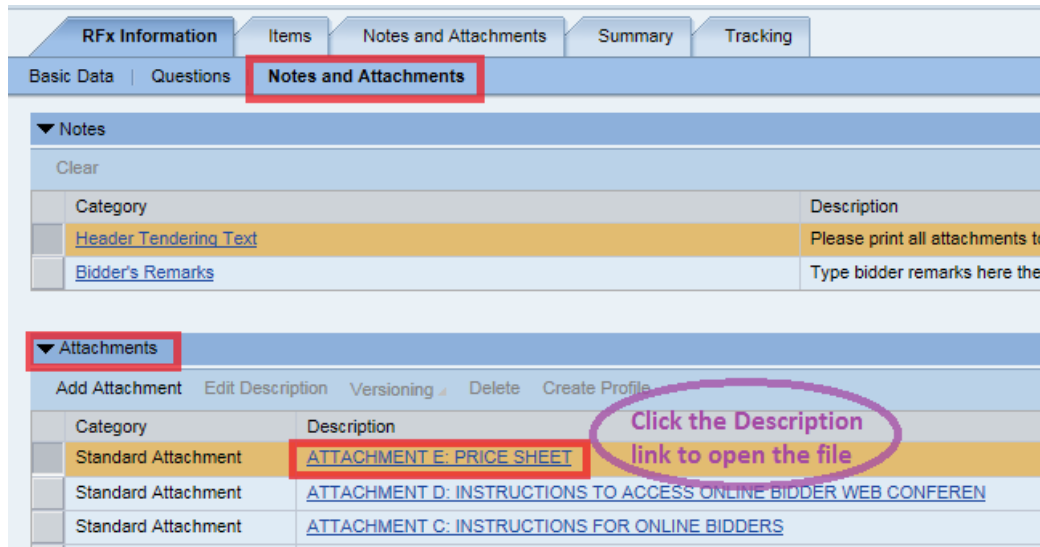 RFx Information Items Notes and Attachments Summary Tracking
Basic Data | Questions Notes and Attachments
Notes
Clear
Category Description
Header Tendering Text Please print all attachments t
Bidder's Remarks Type bidder remarks here the
Attachments
Add Attachment Edit Description Versioning Delete Create Profile
Category Description
Standard Attachment ATTACHMENT E: PRICE SHEET
Click the Description
link to open the file
Standard Attachment ATTACHMENT D: INSTRUCTIONS TO ACCESS ONLINE BIDDER WEB CONFEREN
Standard Attachment ATTACHMENT C: INSTRUCTIONS FOR ONLINE BIDDERS